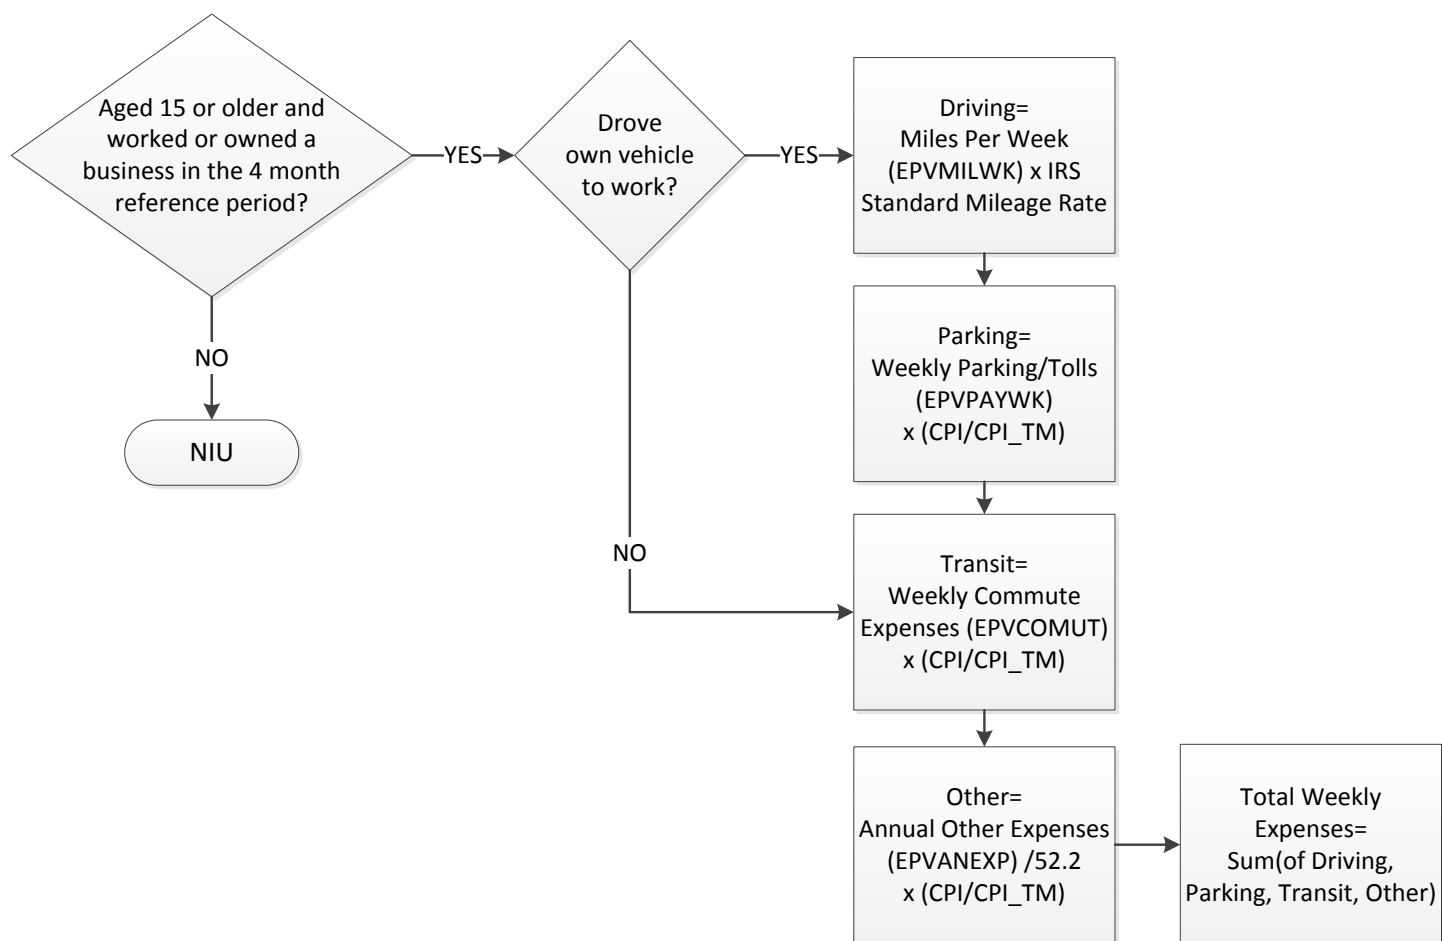 Aged 15 or older and
worked or owned a
business in the 4 month
reference period?
YES
Drove
own vehicle
to work?
YES
Driving=
Miles Per Week
(EPVMILWK) x IRS
Standard Mileage Rate
Parking=
Weekly Parking/Tolls
(EPVPAYWK)
x (CPI/CPI_TM)
NO
NIU
NO
Transit=
Weekly Commute
Expenses (EPVCOMUT)
x (CPI/CPI_TM)
Other=
Annual Other Expenses
(EPVANEXP) /52.2
x (CPI/CPI_TM)
Total Weekly
Expenses=
Sum(of Driving,
Parking, Transit, Other)